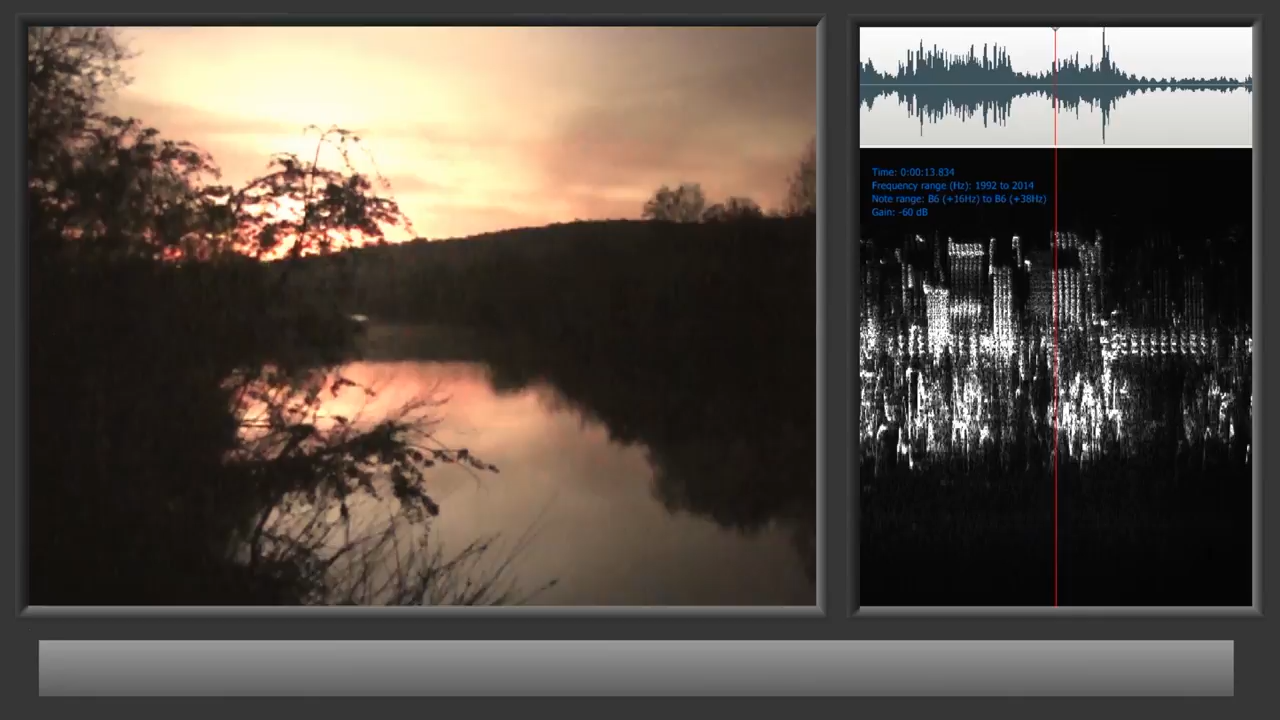 Time: 0:00:13.834
Frequency range (Hz): 1992 to 2014
Note range: B6 (+16Hz) to B6 (+38Hz)
Gain: -60 dB